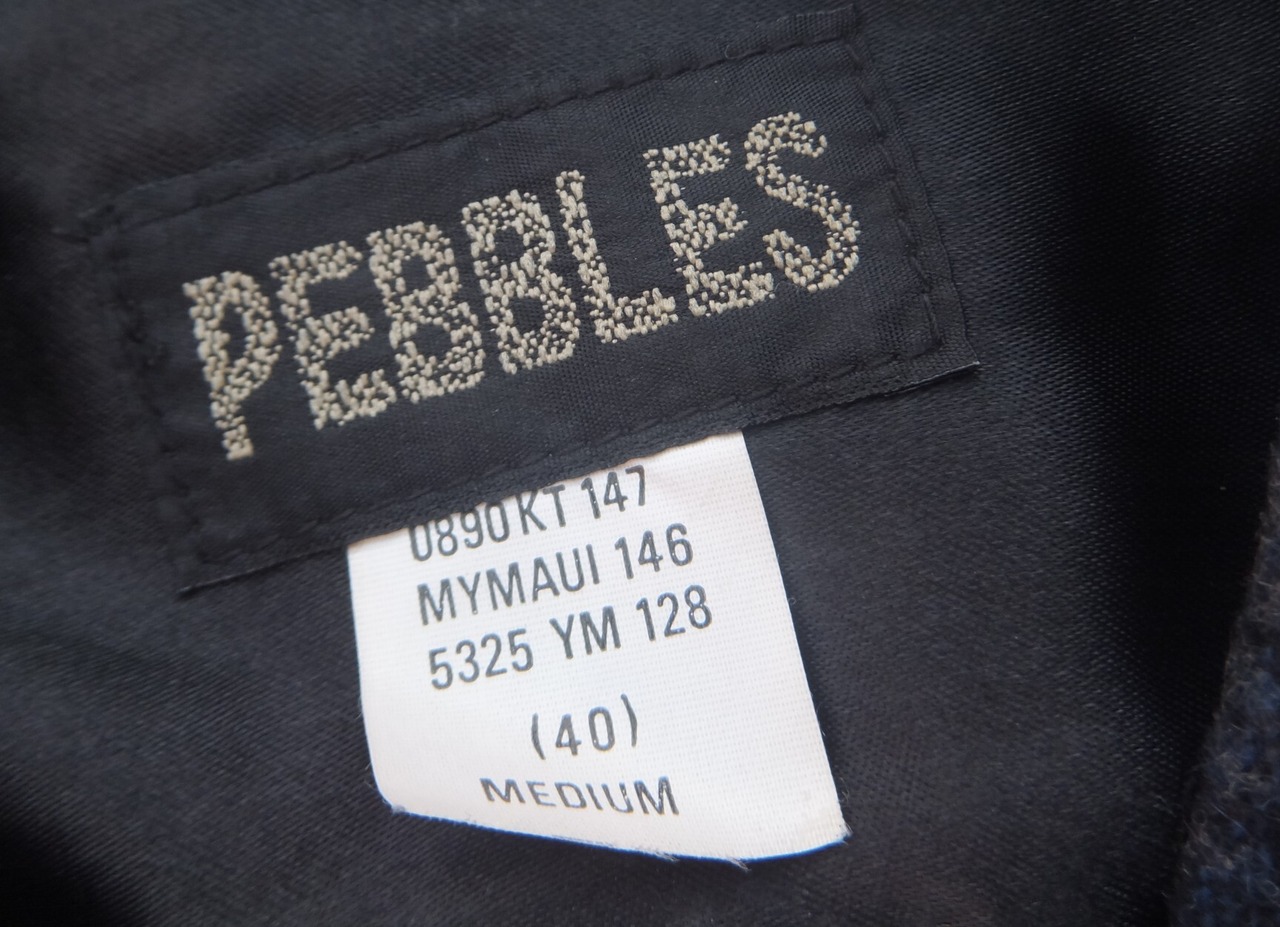 PEBBLES
0890 KT 147
MYMAUI 146
5325 YM 128
(40)
MEDIUM